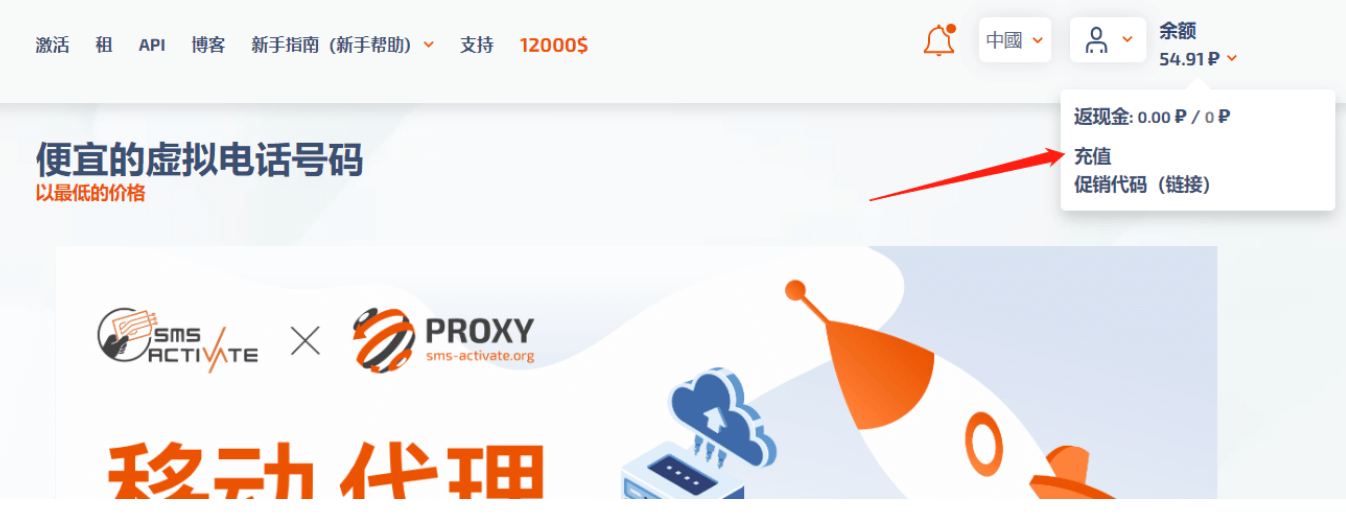 激活 租 API 博客 新手指南（新手帮助） 支持 12000$ 中國 余额
54.91 ₽
返现金: 0.00 ₽ / 0 ₽
充值
促销代码（链接）
便宜的虚拟电话号码
以最低的价格
SMS
ACTIVATE
PROXY
sms-activate.org
移动代理